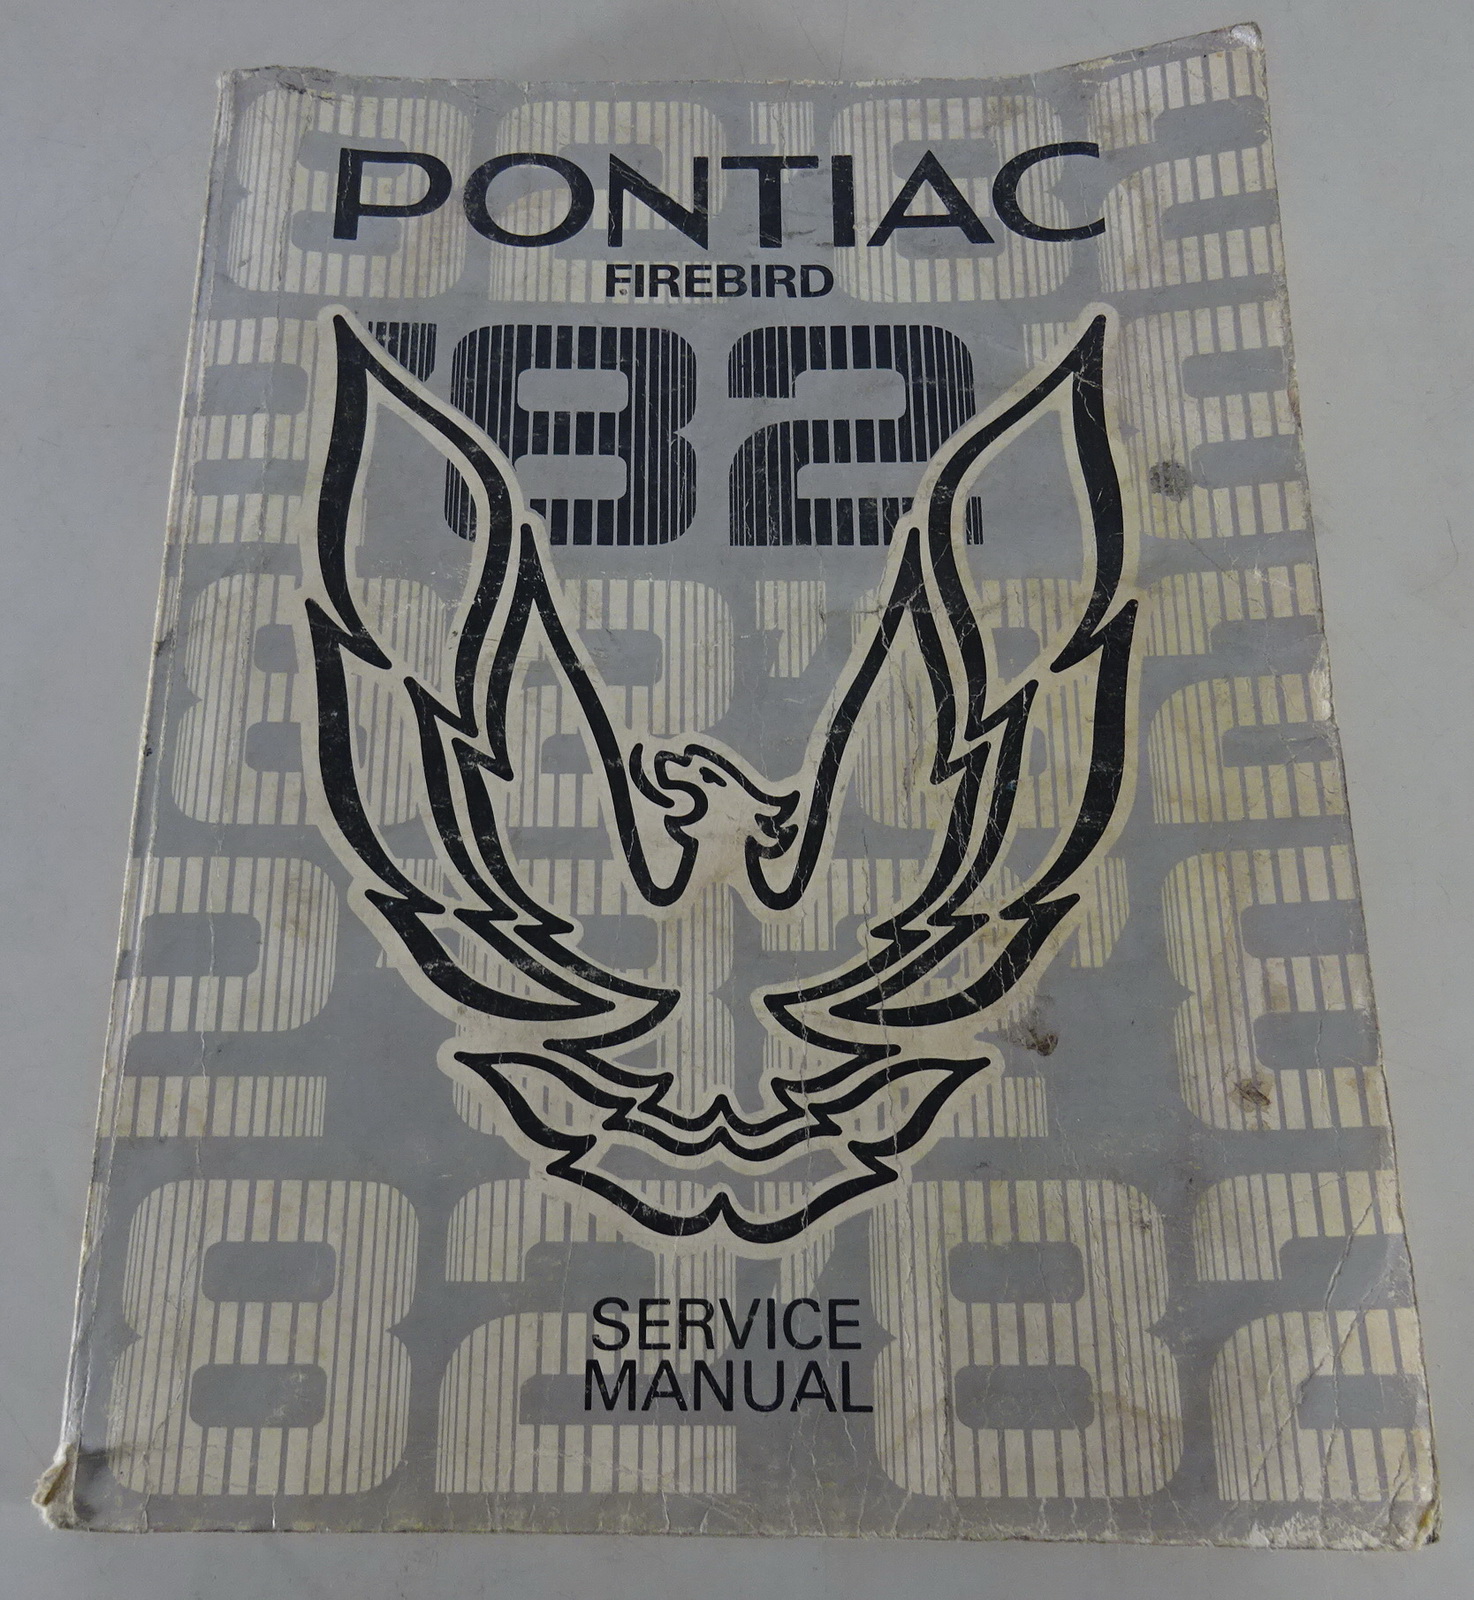 PONTIAC
FIREBIRD
'82
SERVICE
MANUAL